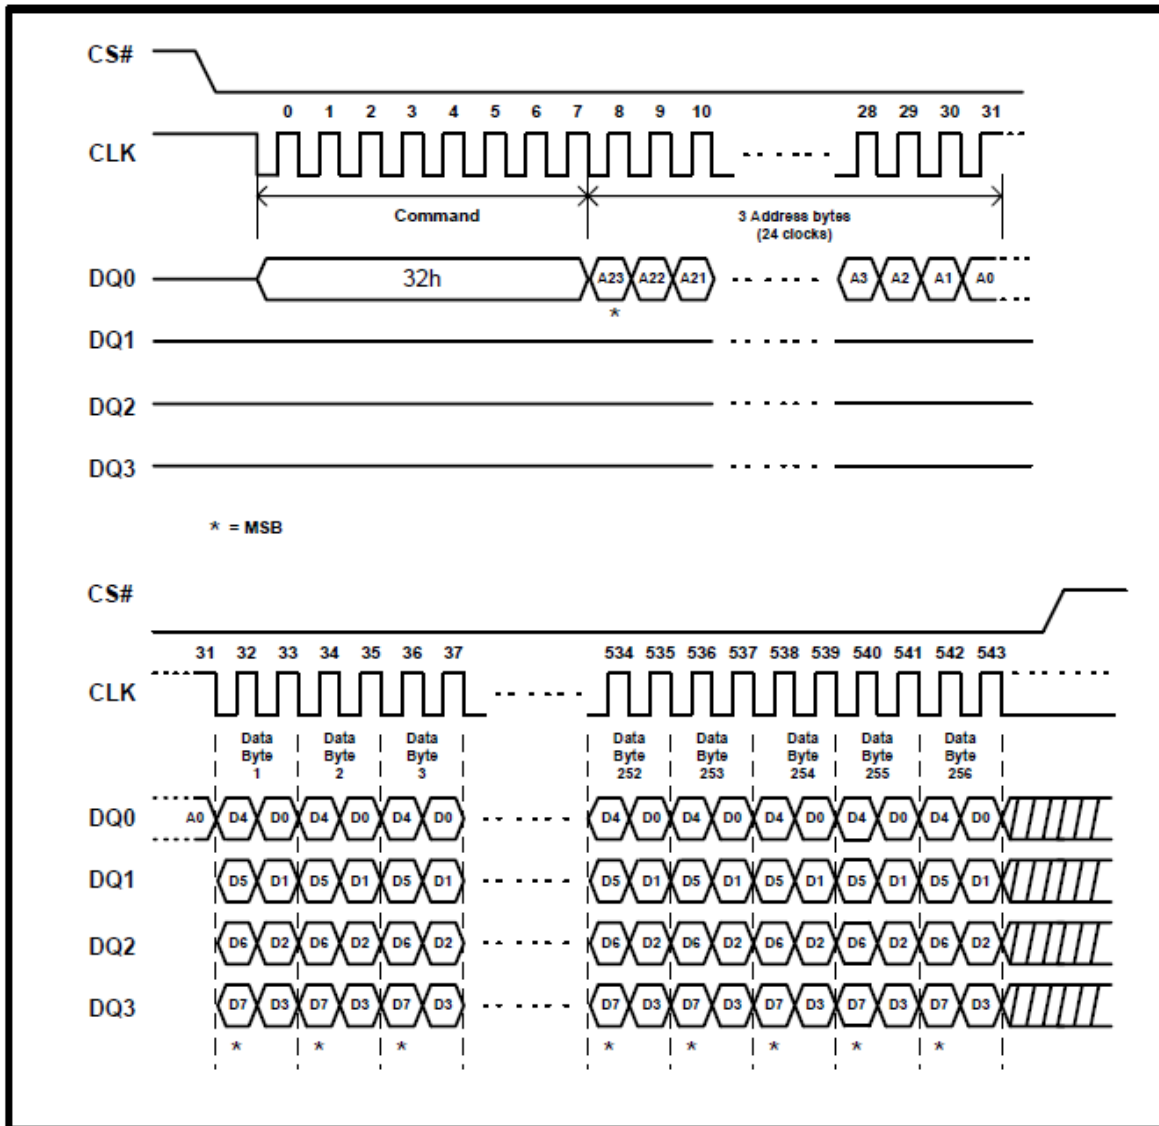 CS#
0 1 2 3 4 5 6 7 8 9 10 28 29 30 31
CLK
Command
3 Address bytes
(24 clocks)
DQ0 32h A23 A22 A21 A3 A2 A1 A0
*
DQ1
DQ2
DQ3
* = MSB
CS#
31 32 33 34 35 36 37 534 535 536 537 538 539 540 541 542 543
CLK
Data Data Data Data Data Data Data Data
Byte Byte Byte Byte Byte Byte Byte Byte
1 2 3 252 253 254 255 256
DQ0 A0 D4 D0 D4 D0 D4 D0 D4 D0 D4 D0 D4 D0 D4 D0 D4 D0
DQ1 D5 D1 D5 D1 D5 D1 D5 D1 D5 D1 D5 D1 D5 D1 D5 D1
DQ2 D6 D2 D6 D2 D6 D2 D6 D2 D6 D2 D6 D2 D6 D2 D6 D2
DQ3 D7 D3 D7 D3 D7 D3 D7 D3 D7 D3 D7 D3 D7 D3 D7 D3
* * * * * * * *